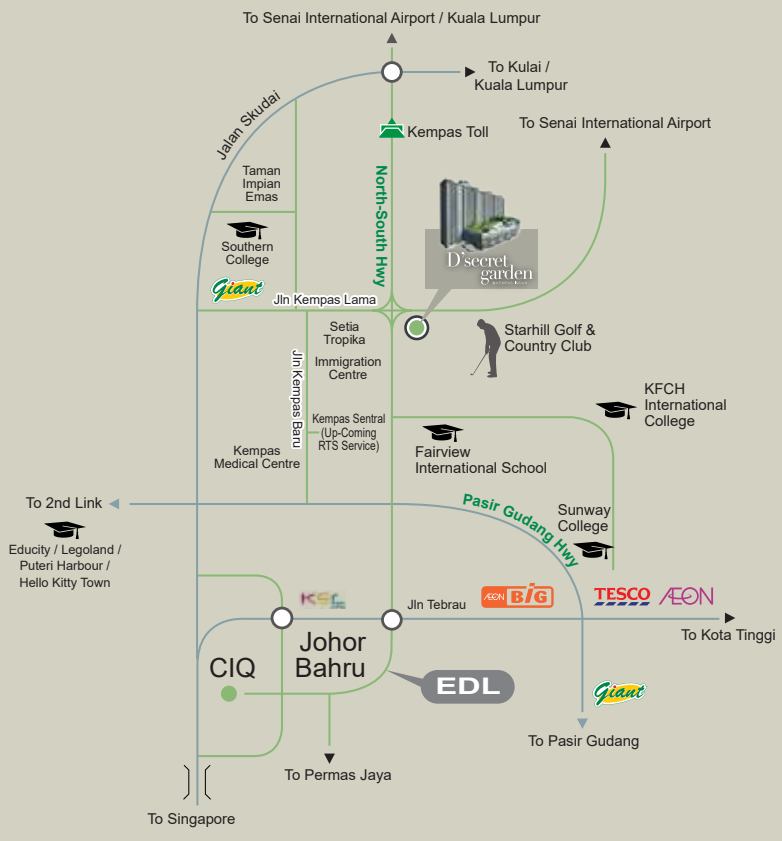 To Senai International Airport / Kuala Lumpur
To Kulai /
Kuala Lumpur
Jalan Skudai
Kempas Toll
To Senai International Airport
Taman
Impian
Emas
North-South Hwy
Southern
College
D'secret
garden
Giant
Jln Kempas Lama
Setia
Tropika
Starhill Golf &
Country Club
Immigration
Centre
Jln Kempas Baru
KFCH
International
College
Kempas Sentral
(Up-Coming
RTS Service)
Kempas
Medical Centre
Fairview
International School
To 2nd Link
Pasir Gudang Hwy
Sunway
College
Educity / Legoland /
Puteri Harbour /
Hello Kitty Town
KSL
Jln Tebrau
ÆON BiG
TESCO
ÆON
Johor
Bahru
To Kota Tinggi
CIQ
EDL
Giant
To Pasir Gudang
To Permas Jaya
To Singapore